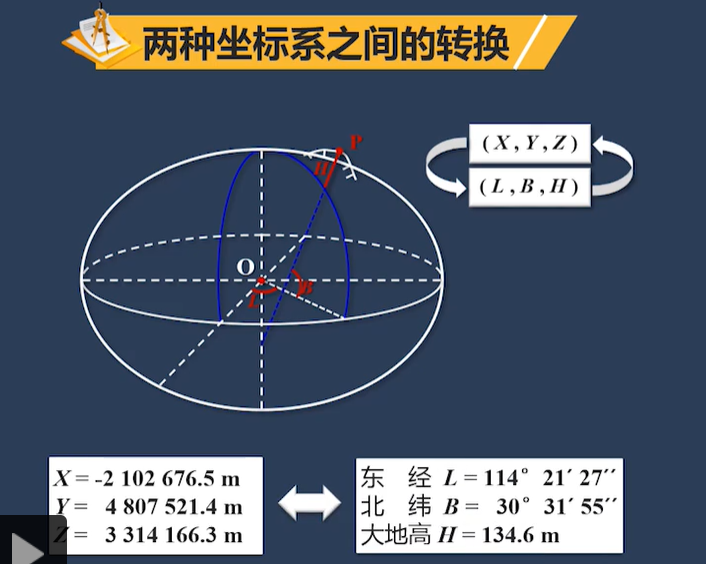 两种坐标系之间的转换
P
H
(X, Y, Z)
(L, B, H)
O
B
L
X = -2 102 676.5 m
Y = 4 807 521.4 m
Z = 3 314 166.3 m
东 经 L = 114° 21′ 27″
北 纬 B = 30° 31′ 55″
大地高 H = 134.6 m